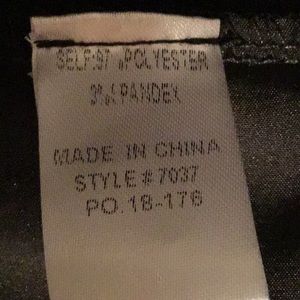 SELF:97 %POLYESTER
3%SPANDEX
MADE IN CHINA
STYLE#7037
PO.18-176